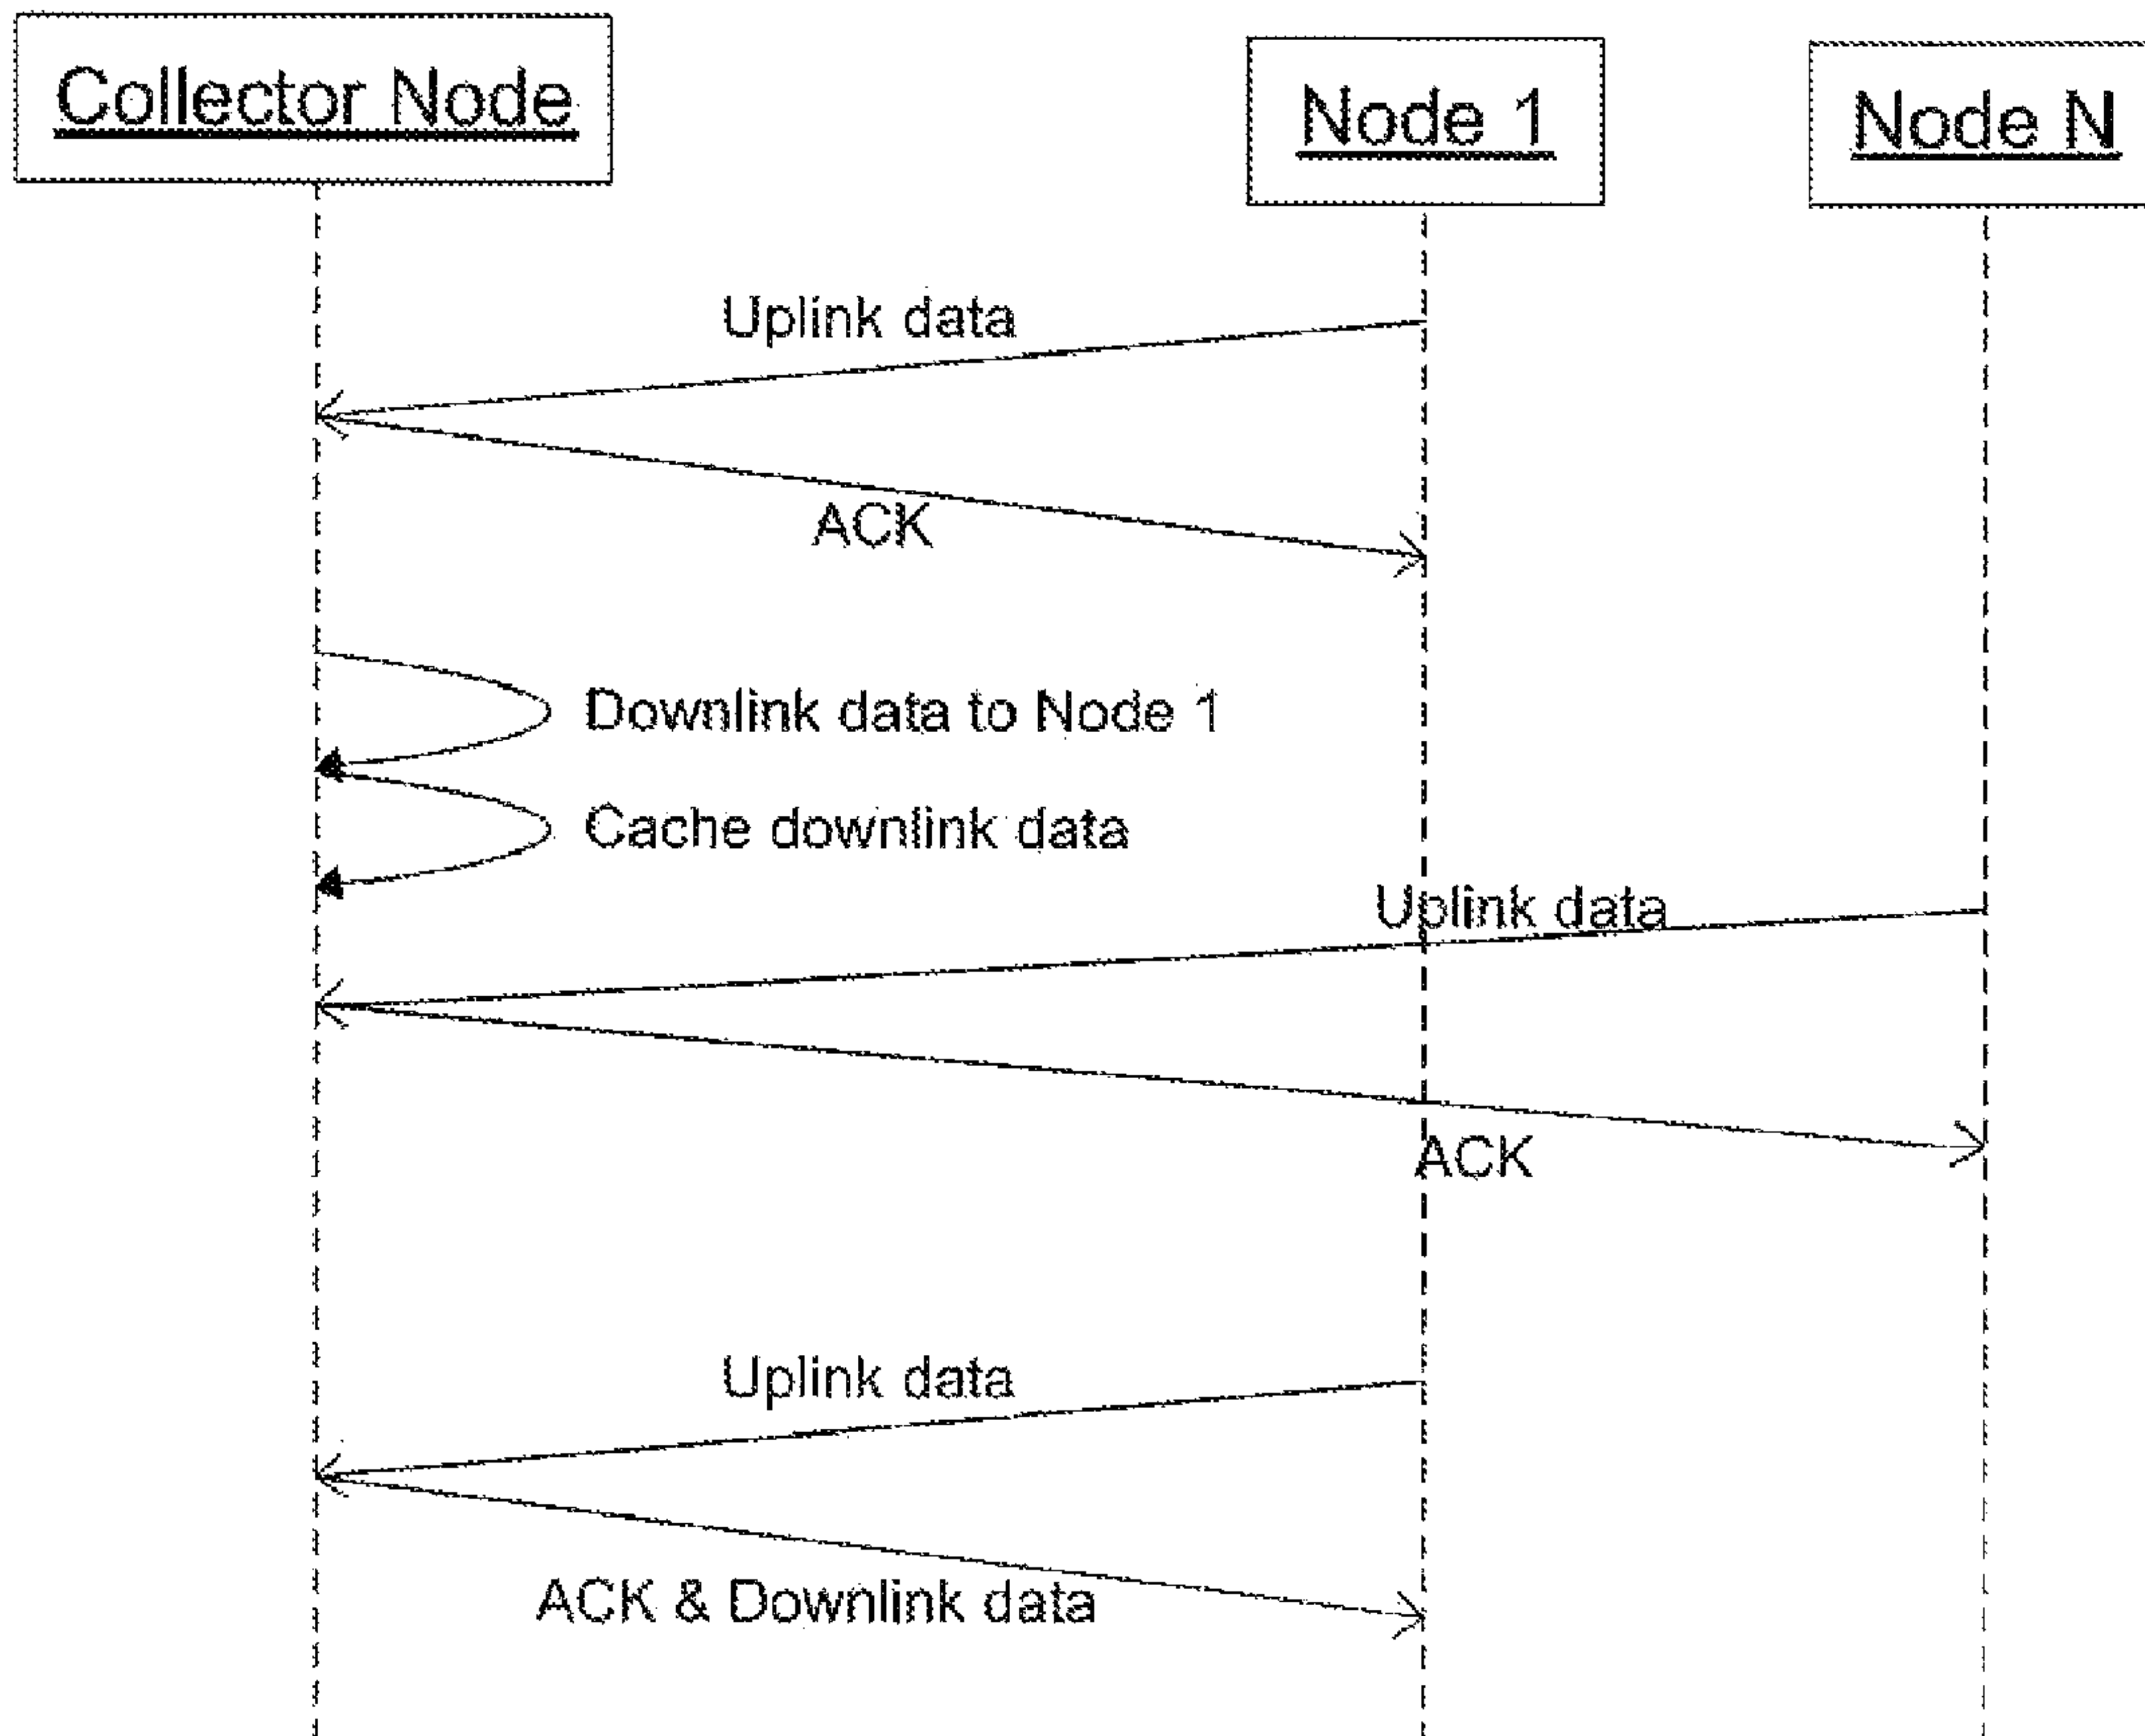 Collector Node
Node 1
Node N
Uplink data
ACK
Downlink data to Node 1
Cache downlink data
Uplink data
ACK
Uplink data
ACK & Downlink data